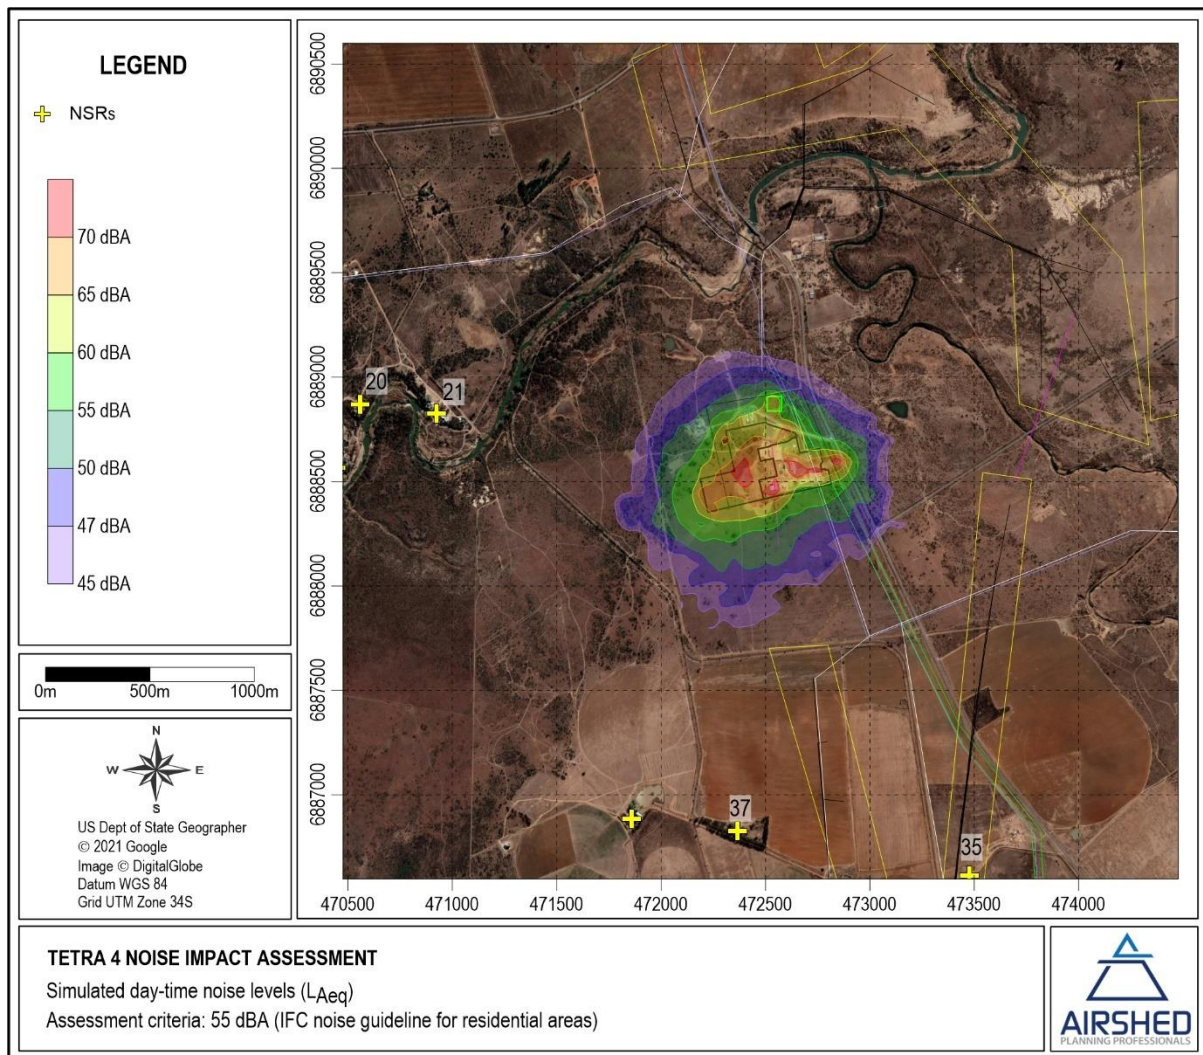 LEGEND
NSRs
70 dBA
65 dBA
60 dBA
55 dBA
50 dBA
47 dBA
45 dBA
0m 500m 1000m
N
W E
S
US Dept of State Geographer
© 2021 Google
Image © DigitalGlobe
Datum WGS 84
Grid UTM Zone 34S
6890500
6890000
6889500
6889000
6888500
6888000
6887500
6887000
20
21
37
35
470500 471000 471500 472000 472500 473000 473500 474000
TETRA 4 NOISE IMPACT ASSESSMENT
Simulated day-time noise levels (LAeq)
Assessment criteria: 55 dBA (IFC noise guideline for residential areas)
AIRSHED
PLANNING PROFESSIONALS